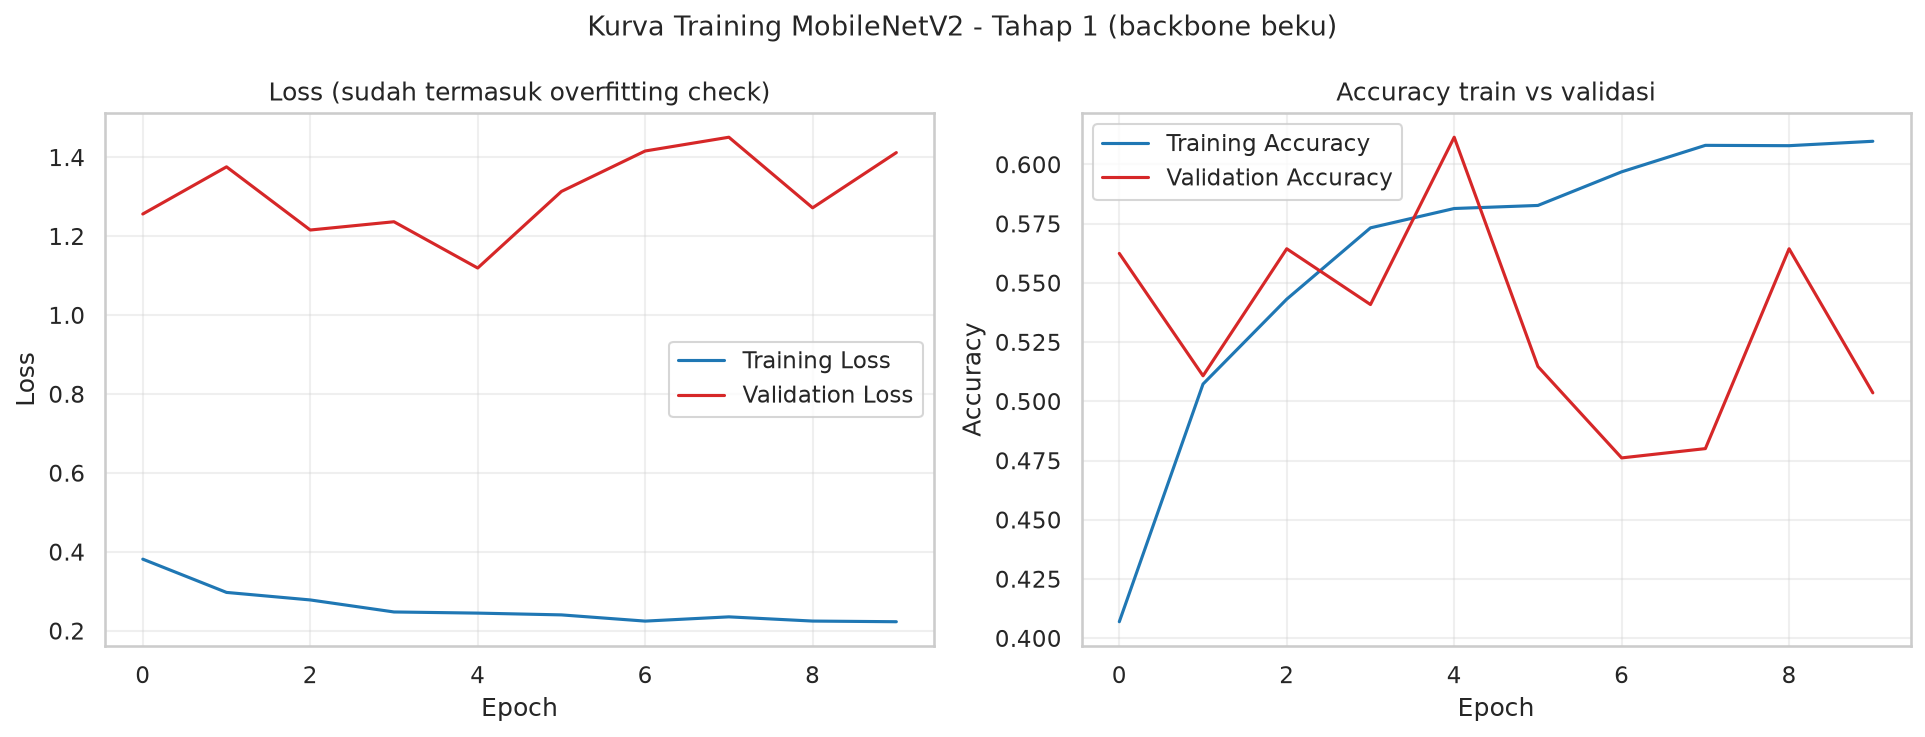 Kurva Training MobileNetV2 - Tahap 1 (backbone beku)
Loss (sudah termasuk overfitting check)
1.4
1.2
1.0
0.8
0.6
0.4
0.2
Loss
Training Loss
Validation Loss
0 2 4 6 8
Epoch
Accuracy train vs validasi
Training Accuracy
Validation Accuracy
0.600
0.575
0.550
0.525
0.500
0.475
0.450
0.425
0.400
Accuracy
0 2 4 6 8
Epoch